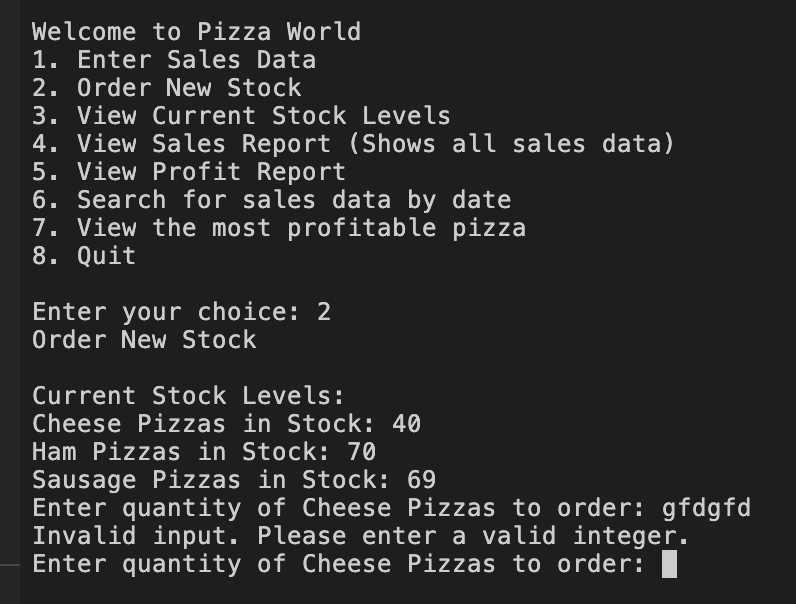 Welcome to Pizza World
1. Enter Sales Data
2. Order New Stock
3. View Current Stock Levels
4. View Sales Report (Shows all sales data)
5. View Profit Report
6. Search for sales data by date
7. View the most profitable pizza
8. Quit
Enter your choice: 2
Order New Stock
Current Stock Levels:
Cheese Pizzas in Stock: 40
Ham Pizzas in Stock: 70
Sausage Pizzas in Stock: 69
Enter quantity of Cheese Pizzas to order: gfdgfd
Invalid input. Please enter a valid integer.
Enter quantity of Cheese Pizzas to order: